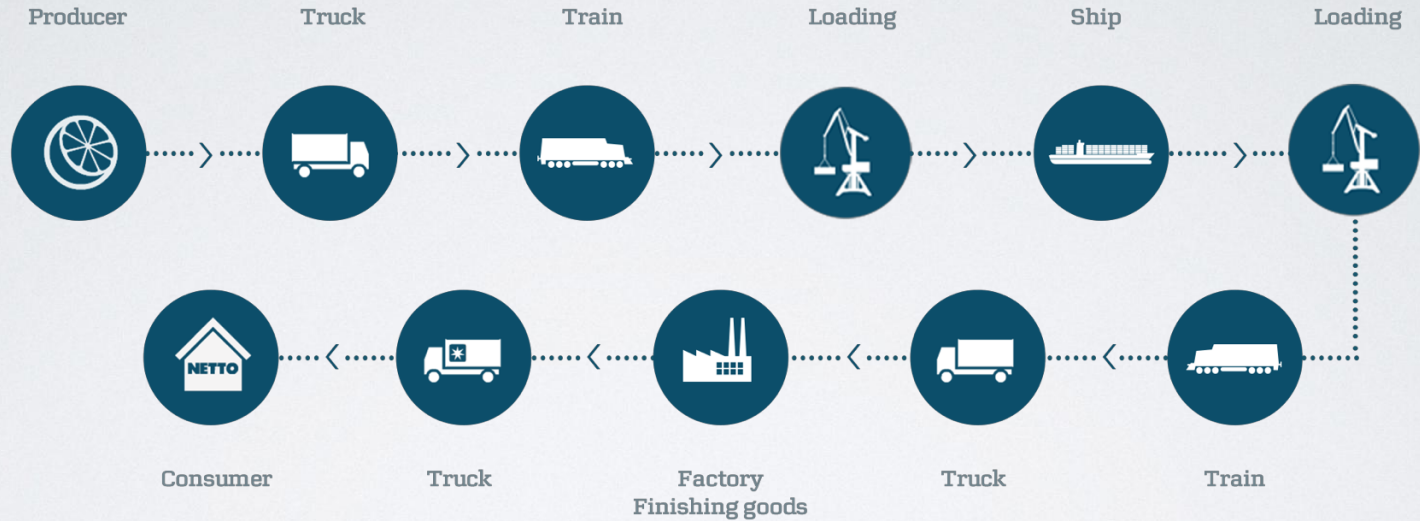 Producer
Truck
Train
Loading
Ship
Loading
NETTO
Consumer
Truck
Factory
Finishing goods
Truck
Train